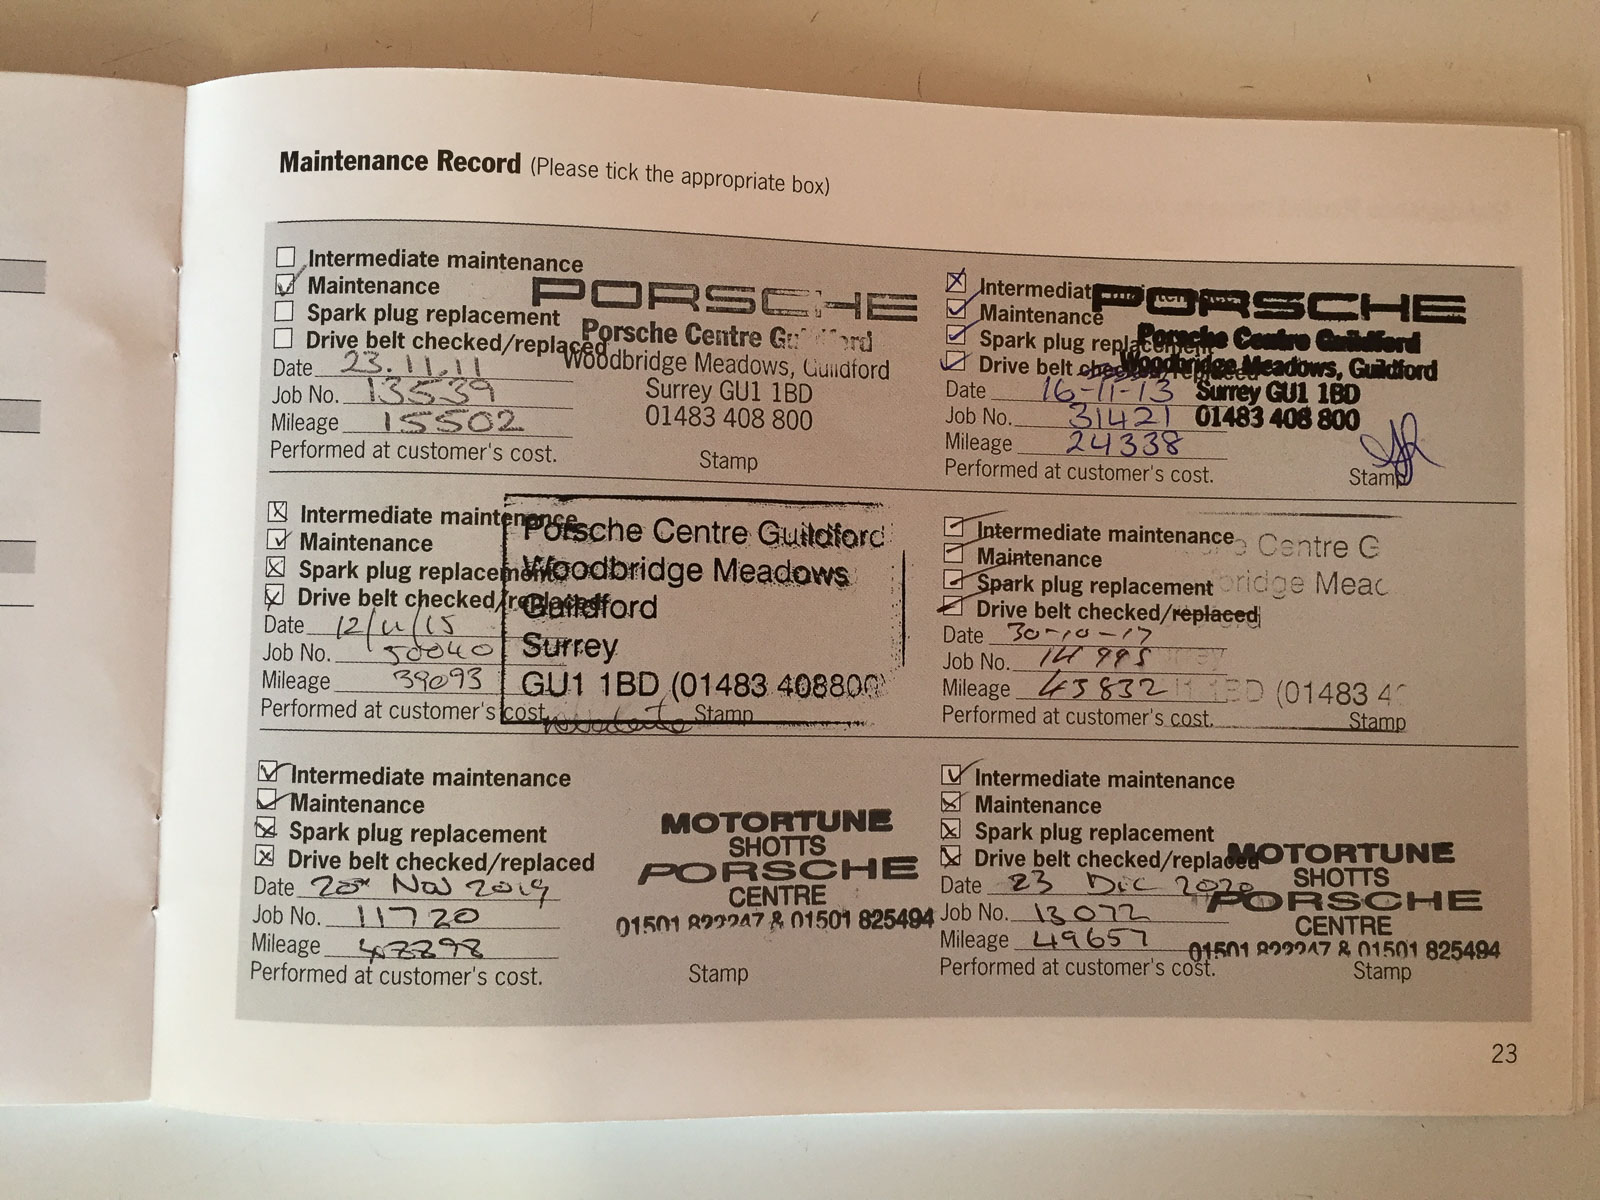 Maintenance Record (Please tick the appropriate box)
Intermediate maintenance
Maintenance
Spark plug replacement
Drive belt checked/replaced
Date 23.11.11
Job No. 13539
Mileage 15502
Performed at customer's cost.
PORSCHE
Porsche Centre Guildford
Woodbridge Meadows, Guildford
Surrey GU1 1BD
01483 408 800
Stamp
Intermediate maintenance
Maintenance
Spark plug replacement
Drive belt checked/replaced
Date 16-11-13
Job No. 31421
Mileage 24338
Performed at customer's cost.
PORSCHE
Porsche Centre Guildford
Woodbridge Meadows, Guildford
Surrey GU1 1BD
01483 408 800
Stamp
Intermediate maintenance
Maintenance
Spark plug replacement
Drive belt checked/replaced
Date 12/11/15
Job No. 50040
Mileage 39093
Performed at customer's cost.
Porsche Centre Guildford
Woodbridge Meadows
Guildford
Surrey
GU1 1BD (01483 408800)
Stamp
Intermediate maintenance
Maintenance
Spark plug replacement
Drive belt checked/replaced
Date 30-10-17
Job No. 14995
Mileage 43832
Performed at customer's cost.
Centre G
bridge Mead
1BD (01483 4
Stamp
Intermediate maintenance
Maintenance
Spark plug replacement
Drive belt checked/replaced
Date 20th Nov 2019
Job No. 11720
Mileage
Performed at customer's cost.
MOTORTUNE
SHOTTS
PORSCHE
CENTRE
01501 822247 & 01501 825494
Stamp
Intermediate maintenance
Maintenance
Spark plug replacement
Drive belt checked/replaced
Date 23 Dec 2020
Job No. 13072
Mileage 49657
Performed at customer's cost.
MOTORTUNE
SHOTTS
PORSCHE
CENTRE
01501 822247 & 01501 825494
Stamp
23